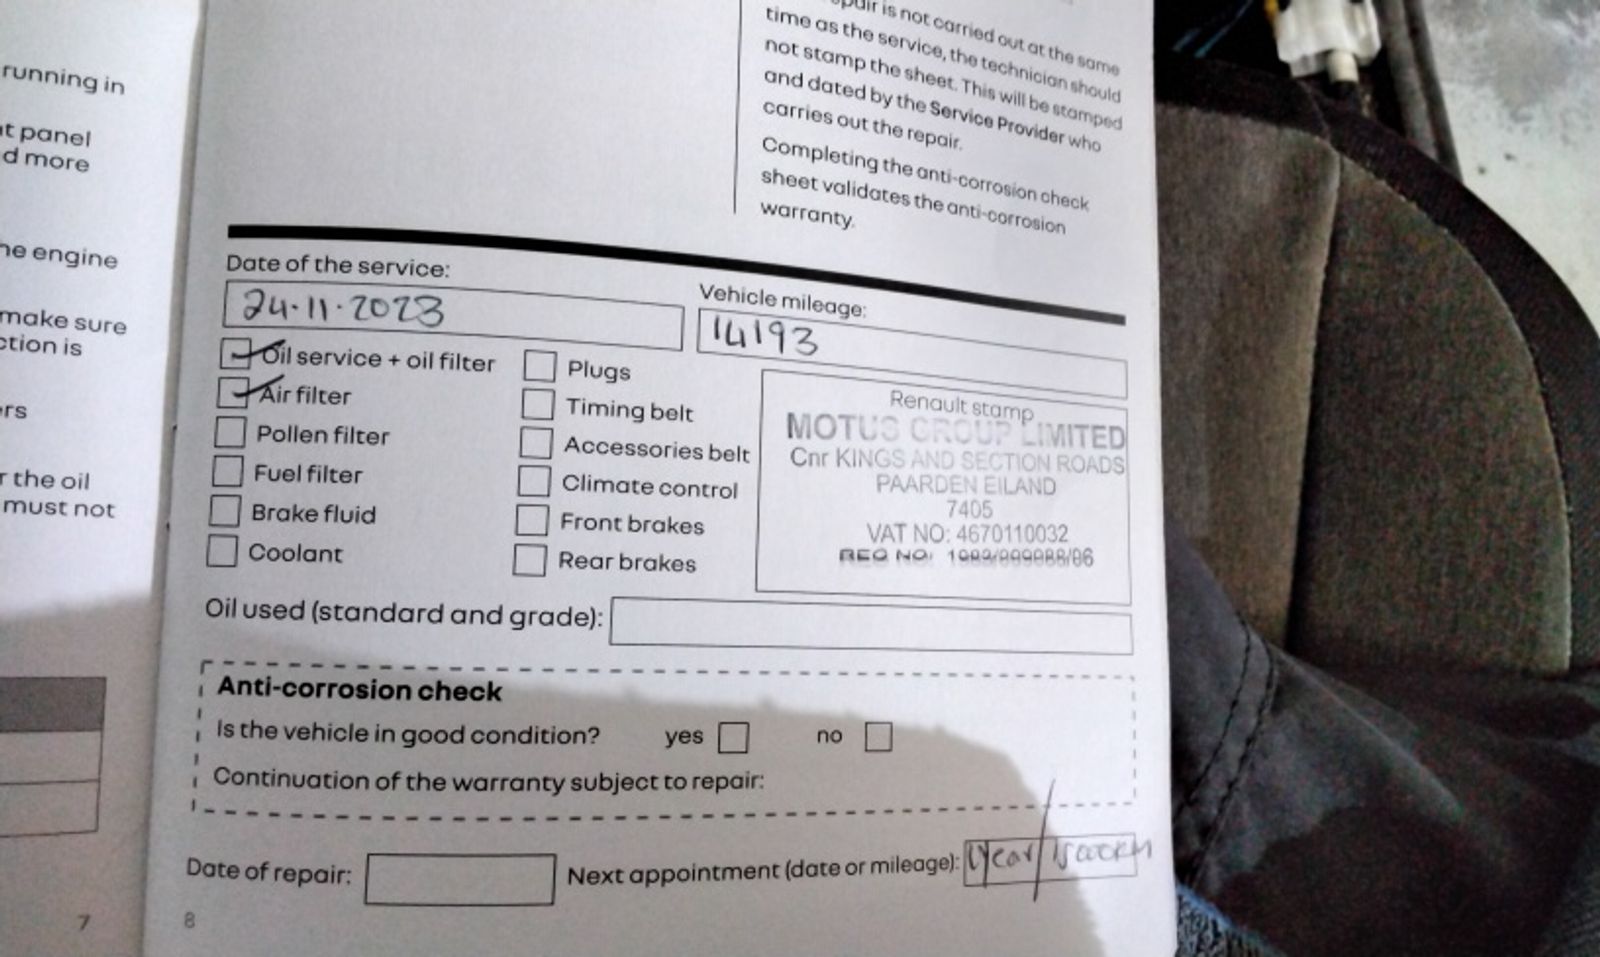 running in
t panel
d more
he engine
make sure
ction is
rs
r the oil
must not
7
pair is not carried out at the same
time as the service, the technician should
not stamp the sheet. This will be stamped
and dated by the Service Provider who
carries out the repair.
Completing the anti-corrosion check
sheet validates the anti-corrosion
warranty.
Date of the service:
24.11.2023
Vehicle mileage:
14193
Oil service + oil filter
Air filter
Pollen filter
Fuel filter
Brake fluid
Coolant
Plugs
Timing belt
Accessories belt
Climate control
Front brakes
Rear brakes
Renault stamp
MOTUS GROUP LIMITED
Cnr KINGS AND SECTION ROADS
PAARDEN EILAND
7405
VAT NO: 4670110032
REG NO:
Oil used (standard and grade):
Anti-corrosion check
Is the vehicle in good condition? yes no
Continuation of the warranty subject to repair:
Date of repair:
Next appointment (date or mileage): 1year/15000KM
8